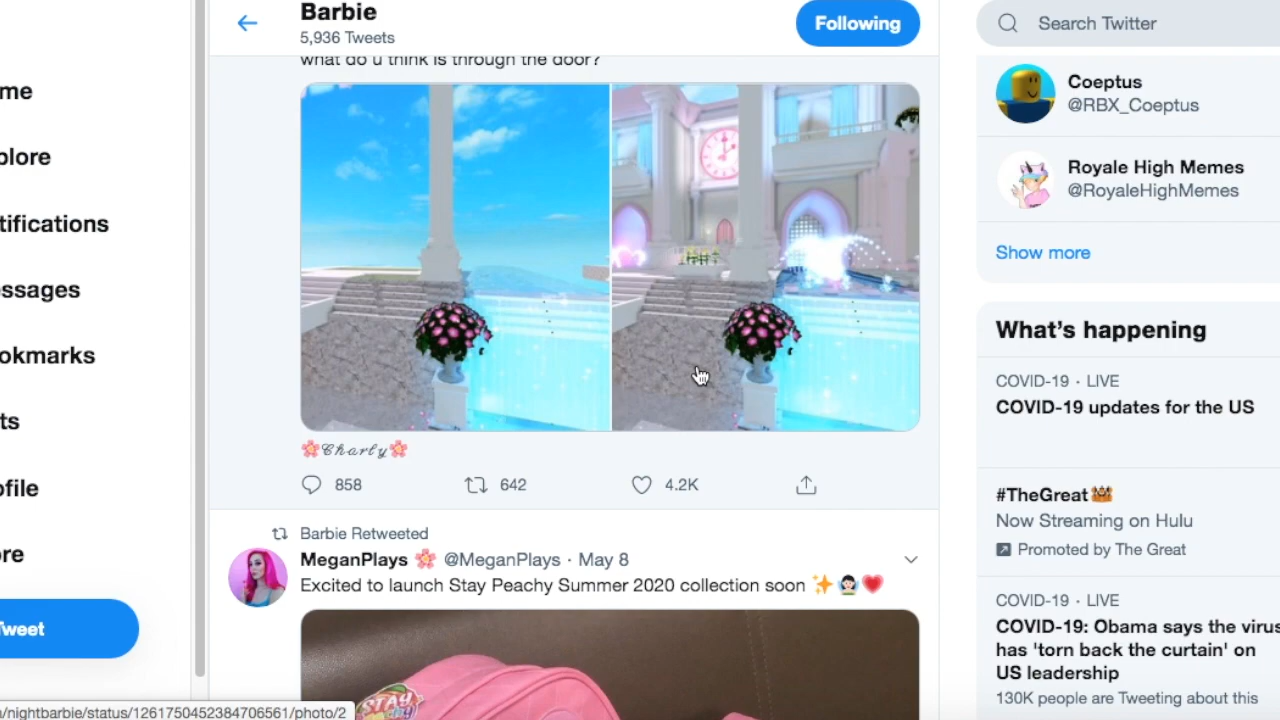 me
plore
tifications
ssages
okmarks
ts
ofile
re
Tweet
Barbie
5,936 Tweets
Following
what do u think is through the door?
🌸𝓒𝓱𝓪𝓻𝓵𝔂🌸
858
642
4.2K
Barbie Retweeted
MeganPlays 🌸 @MeganPlays · May 8
Excited to launch Stay Peachy Summer 2020 collection soon ✨🙆🏻‍♀️❤️
STAY
Search Twitter
Coeptus
@RBX_Coeptus
Royale High Memes
@RoyaleHighMemes
Show more
What's happening
COVID-19 · LIVE
COVID-19 updates for the US
#TheGreat
Now Streaming on Hulu
Promoted by The Great
COVID-19 · LIVE
COVID-19: Obama says the virus
has 'torn back the curtain' on
US leadership
130K people are Tweeting about this
/nightbarbie/status/1261750452384706561/photo/2